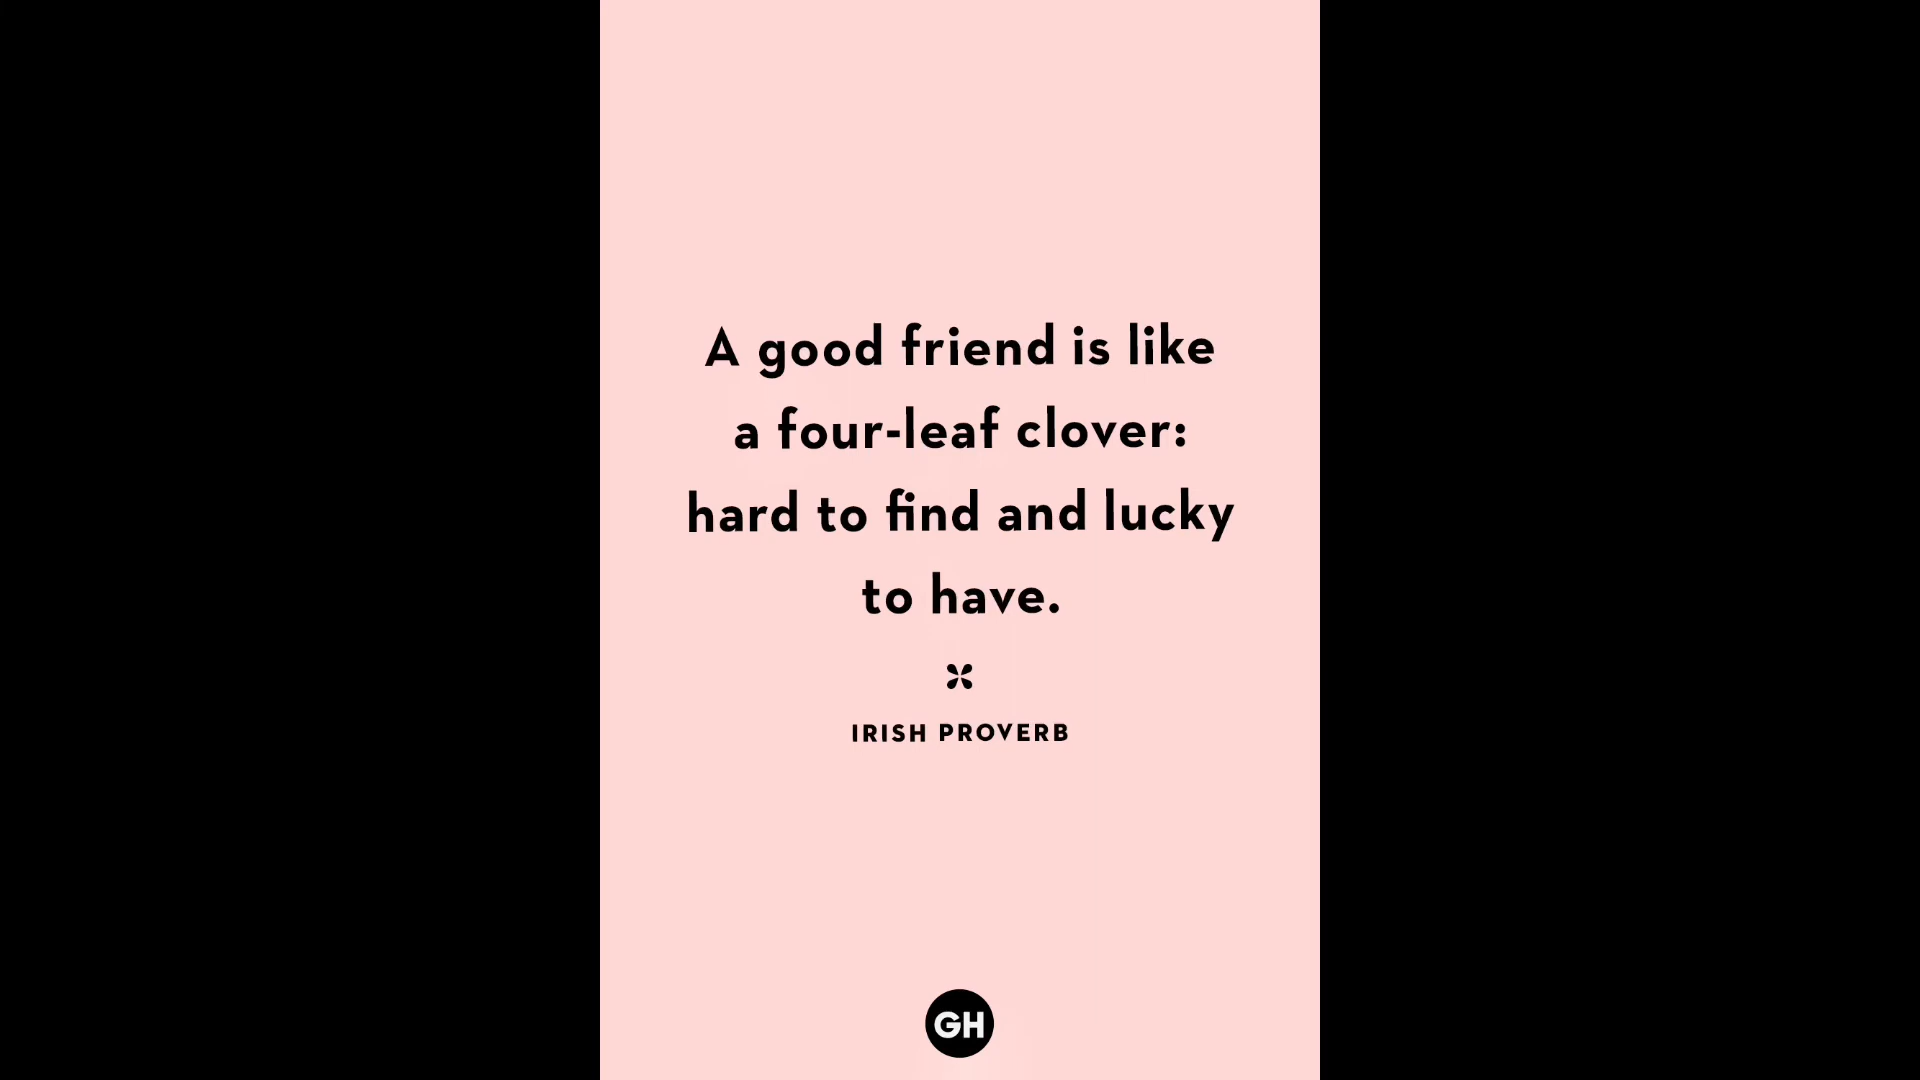 A good friend is like
a four-leaf clover:
hard to find and lucky
to have.
IRISH PROVERB
GH